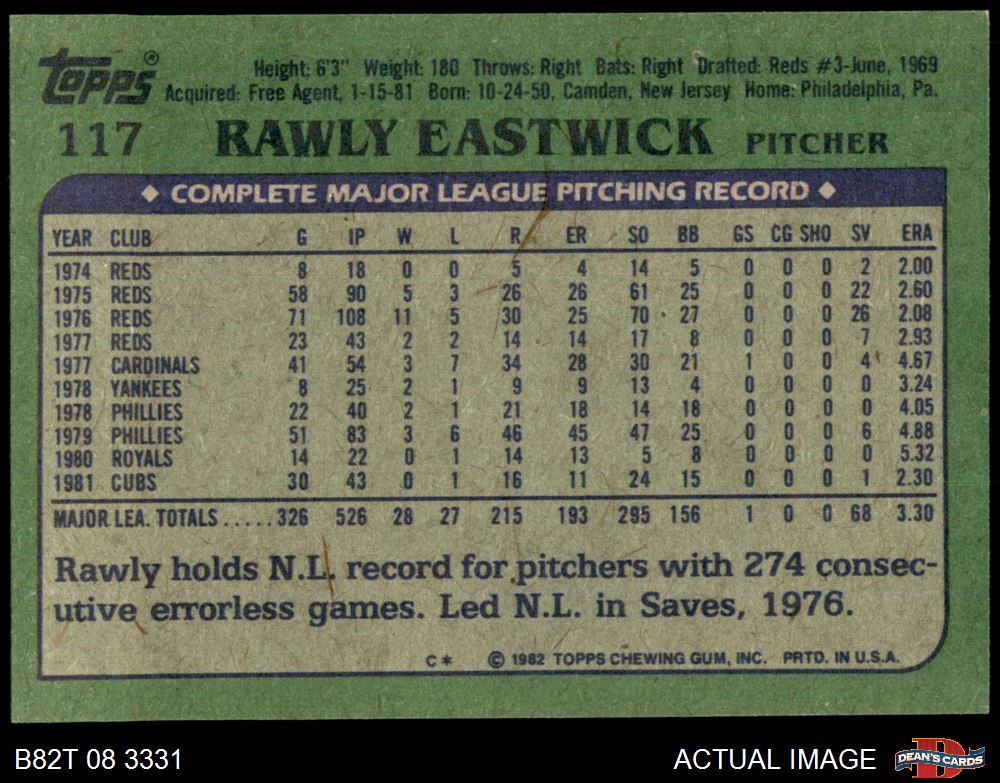 Topps®
Height: 6'3" Weight: 180 Throws: Right Bats: Right Drafted: Reds #3-June, 1969
Acquired: Free Agent, 1-15-81 Born: 10-24-50, Camden, New Jersey Home: Philadelphia, Pa.
117 RAWLY EASTWICK PITCHER
◆ COMPLETE MAJOR LEAGUE PITCHING RECORD ◆
YEAR CLUB G IP W L R ER SO BB GS CG SHO SV ERA
1974 REDS 8 18 0 0 5 4 14 5 0 0 0 2 2.00
1975 REDS 58 90 5 3 26 26 61 25 0 0 0 22 2.60
1976 REDS 71 108 11 5 30 25 70 27 0 0 0 26 2.08
1977 REDS 23 43 2 2 14 14 17 8 0 0 0 7 2.93
1977 CARDINALS 41 54 3 7 34 28 30 21 1 0 0 4 4.67
1978 YANKEES 8 25 2 1 9 9 13 4 0 0 0 0 3.24
1978 PHILLIES 22 40 2 1 21 18 14 18 0 0 0 0 4.05
1979 PHILLIES 51 83 3 6 46 45 47 25 0 0 0 6 4.88
1980 ROYALS 14 22 0 1 14 13 5 8 0 0 0 0 5.32
1981 CUBS 30 43 0 1 16 11 24 15 0 0 0 1 2.30
MAJOR LEA. TOTALS.....326 526 28 27 215 193 295 156 1 0 0 68 3.30
Rawly holds N.L. record for pitchers with 274 consec-
utive errorless games. Led N.L. in Saves, 1976.
C* © 1982 TOPPS CHEWING GUM, INC. PRTD. IN U.S.A.
B82T 08 3331 ACTUAL IMAGE DEAN'S CARDS